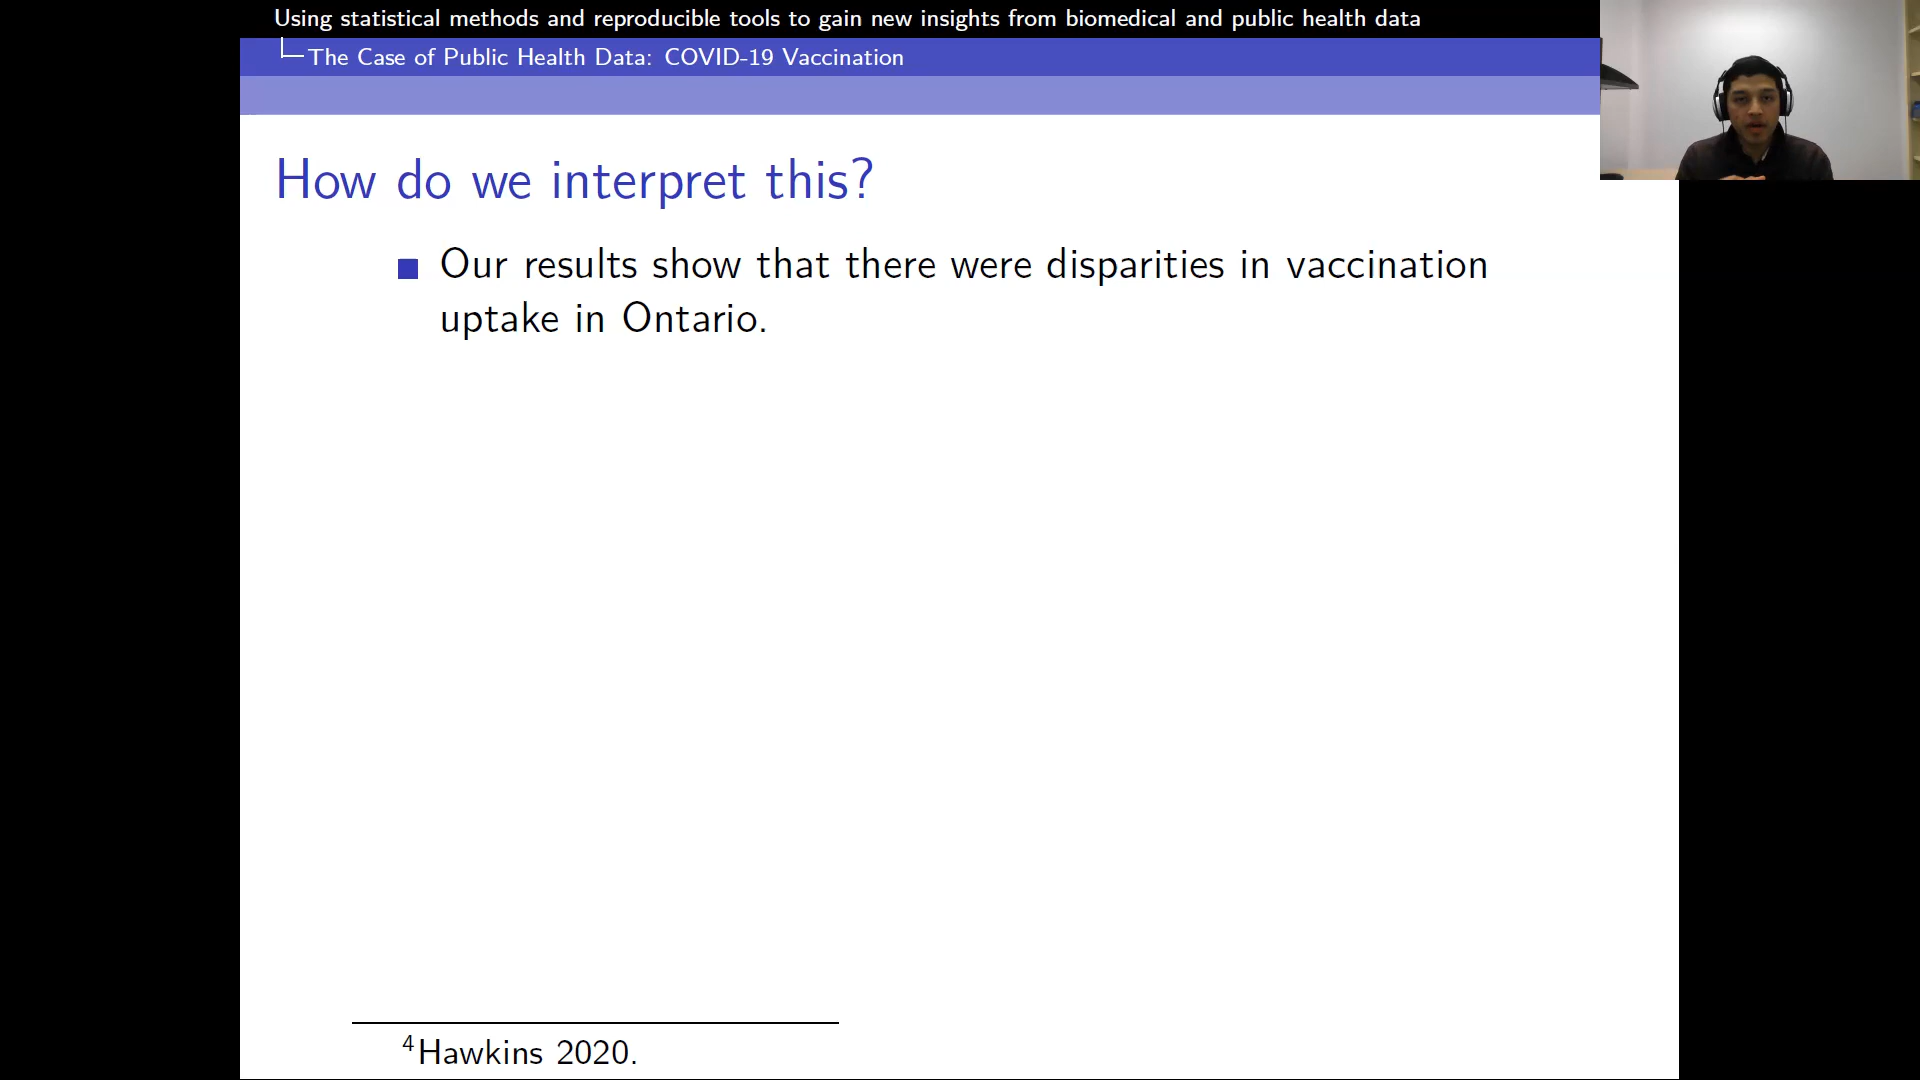 Using statistical methods and reproducible tools to gain new insights from biomedical and public health data
The Case of Public Health Data: COVID-19 Vaccination
How do we interpret this?
Our results show that there were disparities in vaccination
uptake in Ontario.
4Hawkins 2020.